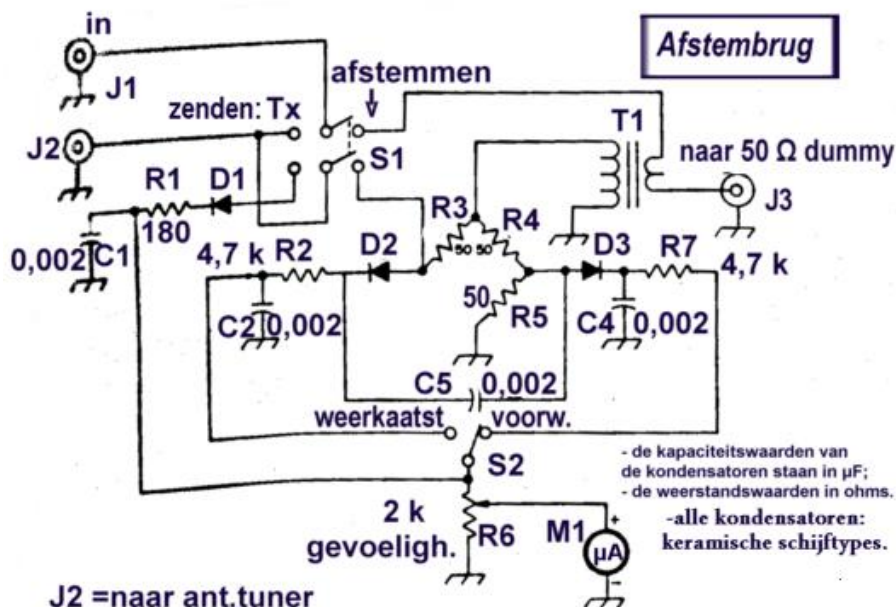 in
Afstembrug
J1
afstemmen
zenden: Tx
T1
J2
S1
naar 50 Ω dummy
J3
R1
D1
R3
R4
180
50
50
D2
D3
R7
4,7 k
R2
4,7 k
0,002
C1
50
R5
C2
0,002
C4
0,002
C5
0,002
weerkaatst
voorw.
S2
- de kapaciteitswaarden van
de kondensatoren staan in µF;
- de weerstandswaarden in ohms.
-alle kondensatoren:
keramische schijftypes.
2 k
R6
gevoeligh.
M1
+
µA
–
J2 =naar ant.tuner